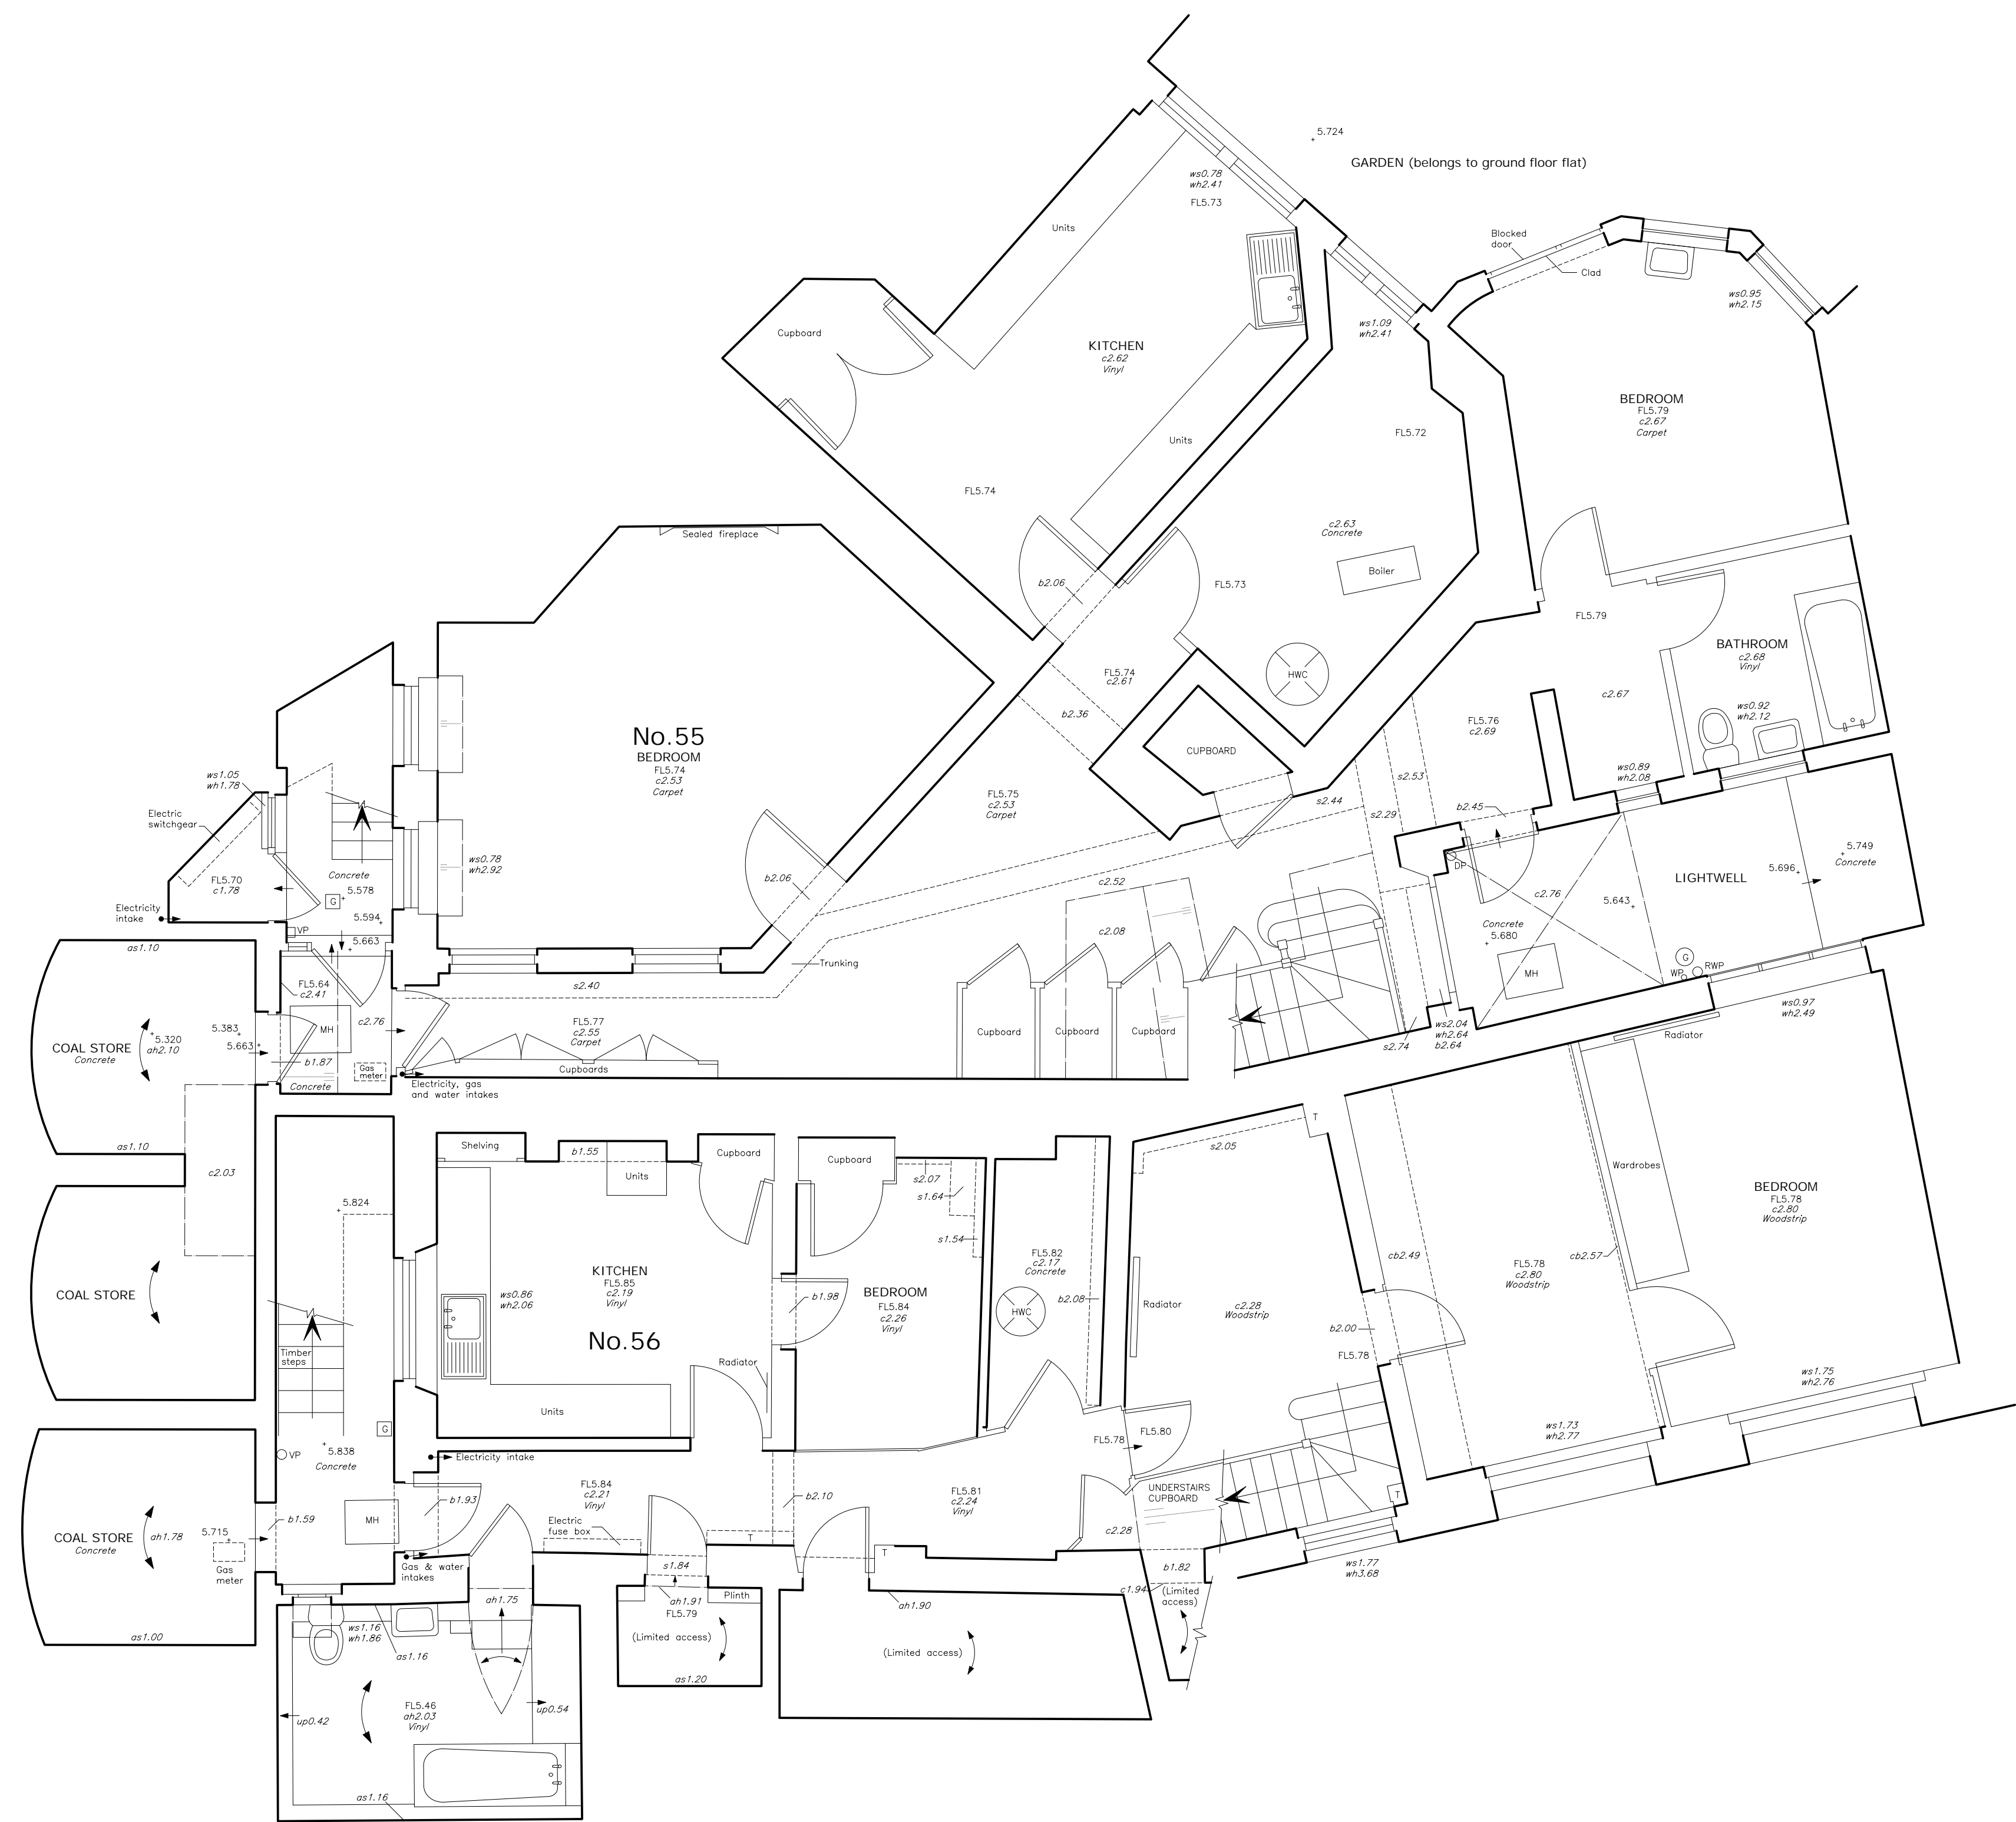 5.724
GARDEN (belongs to ground floor flat)
ws0.78
wh2.41
FL5.73
Units
Blocked
door
Clad
ws0.95
wh2.15
Cupboard
KITCHEN
c2.62
Vinyl
ws1.09
wh2.41
BEDROOM
FL5.79
c2.67
Carpet
Units
FL5.72
FL5.74
c2.63
Concrete
Boiler
Sealed fireplace
b2.06
FL5.73
FL5.79
BATHROOM
c2.68
Vinyl
HWC
FL5.74
c2.61
c2.67
b2.36
FL5.76
c2.69
ws0.92
wh2.12
No.55
BEDROOM
FL5.74
c2.53
Carpet
CUPBOARD
ws1.05
wh1.78
s2.53
ws0.89
wh2.08
FL5.75
c2.53
Carpet
s2.44
b2.45
s2.29
Electric
switchgear
5.749
Concrete
ws0.78
wh2.92
DP
5.696
LIGHTWELL
Concrete
FL5.70
c1.78
5.578
G
b2.06
c2.52
c2.76
5.643
Electricity
intake
5.594
VP
5.663
c2.08
Concrete
5.680
as1.10
G
Trunking
MH
WP
RWP
FL5.64
c2.41
s2.40
ws0.97
wh2.49
c2.76
FL5.77
c2.55
Carpet
MH
5.383
5.320
ah2.10
5.663
COAL STORE
Concrete
Cupboard
Cupboard
Cupboard
ws2.04
wh2.64
b2.64
s2.74
Radiator
b1.87
Gas
meter
Cupboards
Concrete
Electricity, gas
and water intakes
T
as1.10
Shelving
b1.55
Cupboard
Cupboard
s2.05
c2.03
Units
s2.07
s1.64
Wardrobes
BEDROOM
FL5.78
c2.80
Woodstrip
5.824
s1.54
FL5.82
c2.17
Concrete
cb2.49
cb2.57
FL5.78
c2.80
Woodstrip
KITCHEN
FL5.85
c2.19
Vinyl
COAL STORE
ws0.86
wh2.06
b1.98
BEDROOM
FL5.84
c2.26
Vinyl
b2.08
HWC
Radiator
c2.28
Woodstrip
b2.00
No.56
Timber
steps
Radiator
FL5.78
ws1.75
wh2.76
Units
G
FL5.78
FL5.80
ws1.73
wh2.77
VP
5.838
Concrete
Electricity intake
FL5.84
c2.21
Vinyl
FL5.81
c2.24
Vinyl
UNDERSTAIRS
CUPBOARD
T
b1.93
b2.10
b1.59
MH
Electric
fuse box
T
c2.28
5.715
COAL STORE
Concrete
ah1.78
Gas
meter
Gas & water
intakes
s1.84
T
b1.82
ws1.77
wh3.68
c1.94
(Limited
access)
ah1.75
ah1.91
FL5.79
Plinth
ah1.90
as1.00
ws1.16
wh1.86
as1.16
(Limited access)
(Limited access)
as1.20
FL5.46
ah2.03
Vinyl
up0.42
up0.54
as1.16